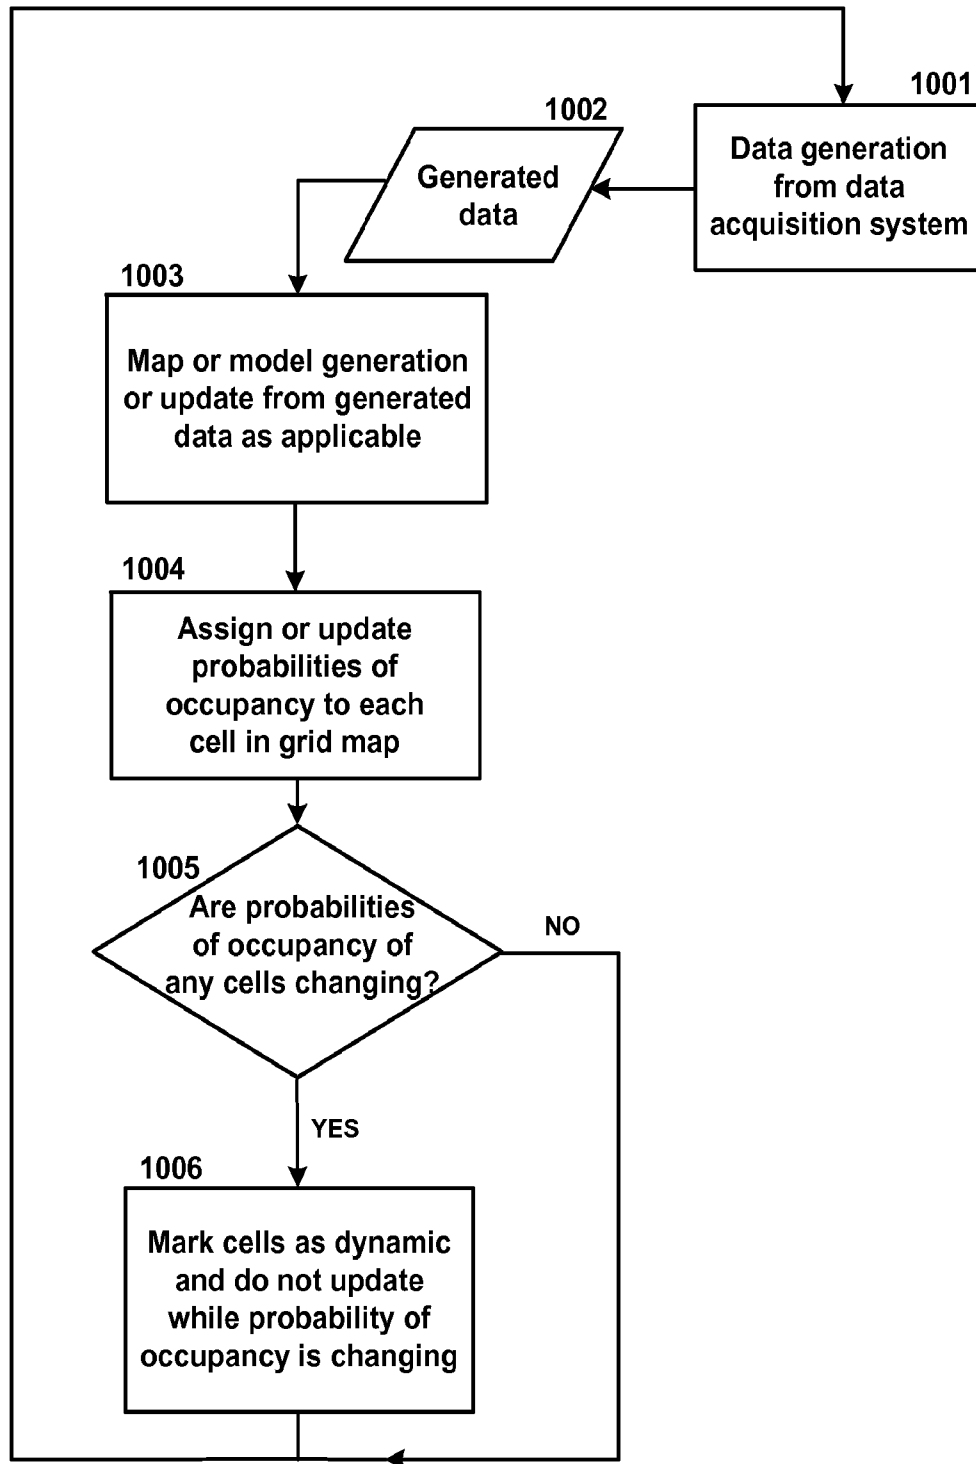 1001
Data generation
from data
acquisition system
1002
Generated
data
1003
Map or model generation
or update from generated
data as applicable
1004
Assign or update
probabilities of
occupancy to each
cell in grid map
1005
Are probabilities
of occupancy of
any cells changing?
NO
YES
1006
Mark cells as dynamic
and do not update
while probability of
occupancy is changing